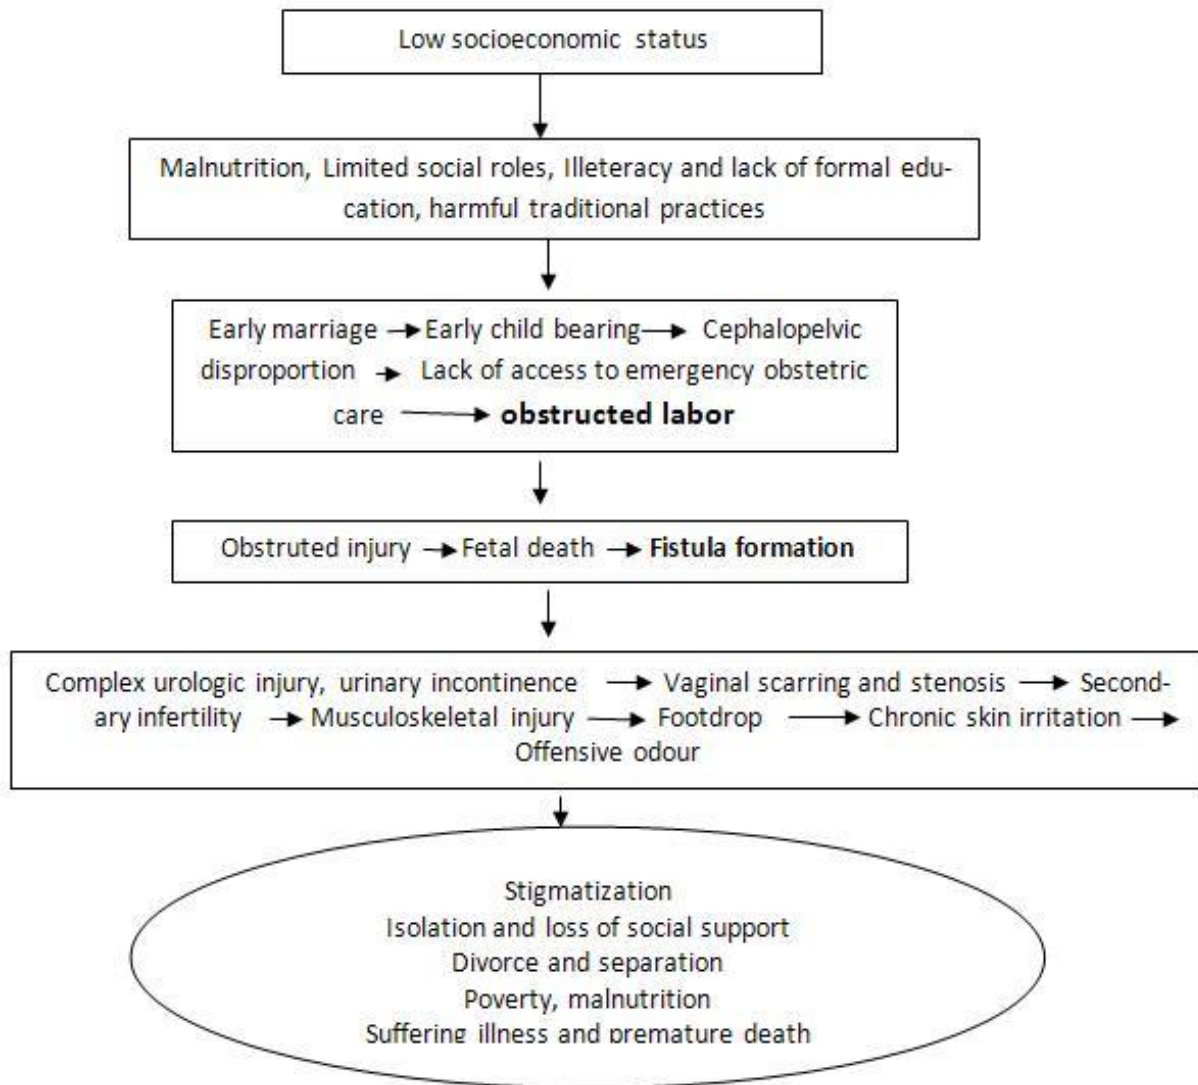 Low socioeconomic status
Malnutrition, Limited social roles, Illeteracy and lack of formal edu-
cation, harmful traditional practices
Early marriage → Early child bearing → Cephalopelvic
disproportion → Lack of access to emergency obstetric
care → obstructed labor
Obstruted injury → Fetal death → Fistula formation
Complex urologic injury, urinary incontinence → Vaginal scarring and stenosis → Second-
ary infertility → Musculoskeletal injury → Footdrop → Chronic skin irritation →
Offensive odour
Stigmatization
Isolation and loss of social support
Divorce and separation
Poverty, malnutrition
Suffering illness and premature death